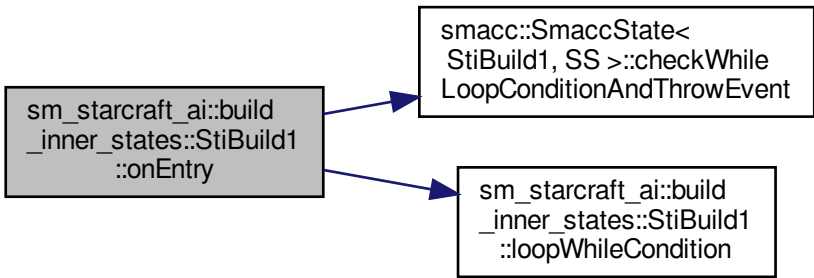 sm_starcraft_ai::build
_inner_states::StiBuild1
::onEntry
smacc::SmaccState<
StiBuild1, SS >::checkWhile
LoopConditionAndThrowEvent
sm_starcraft_ai::build
_inner_states::StiBuild1
::loopWhileCondition